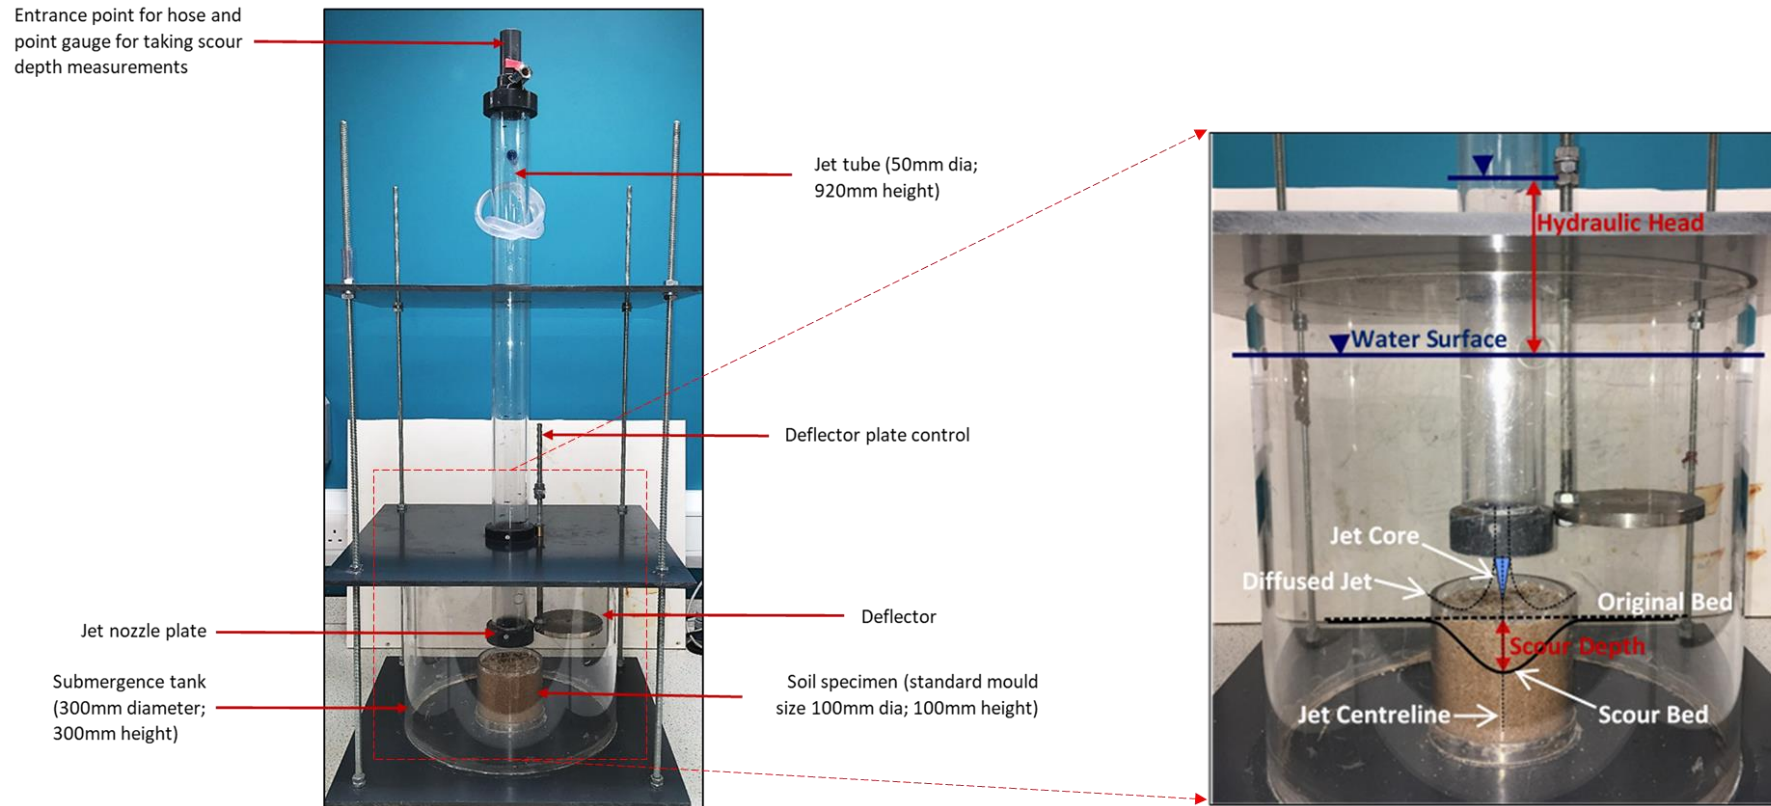 Entrance point for hose and
point gauge for taking scour
depth measurements
Jet tube (50mm dia;
920mm height)
Deflector plate control
Jet nozzle plate
Deflector
Submergence tank
(300mm diameter;
300mm height)
Soil specimen (standard mould
size 100mm dia; 100mm height)
Hydraulic Head
Water Surface
Jet Core
Diffused Jet
Original Bed
Scour Depth
Jet Centreline
Scour Bed